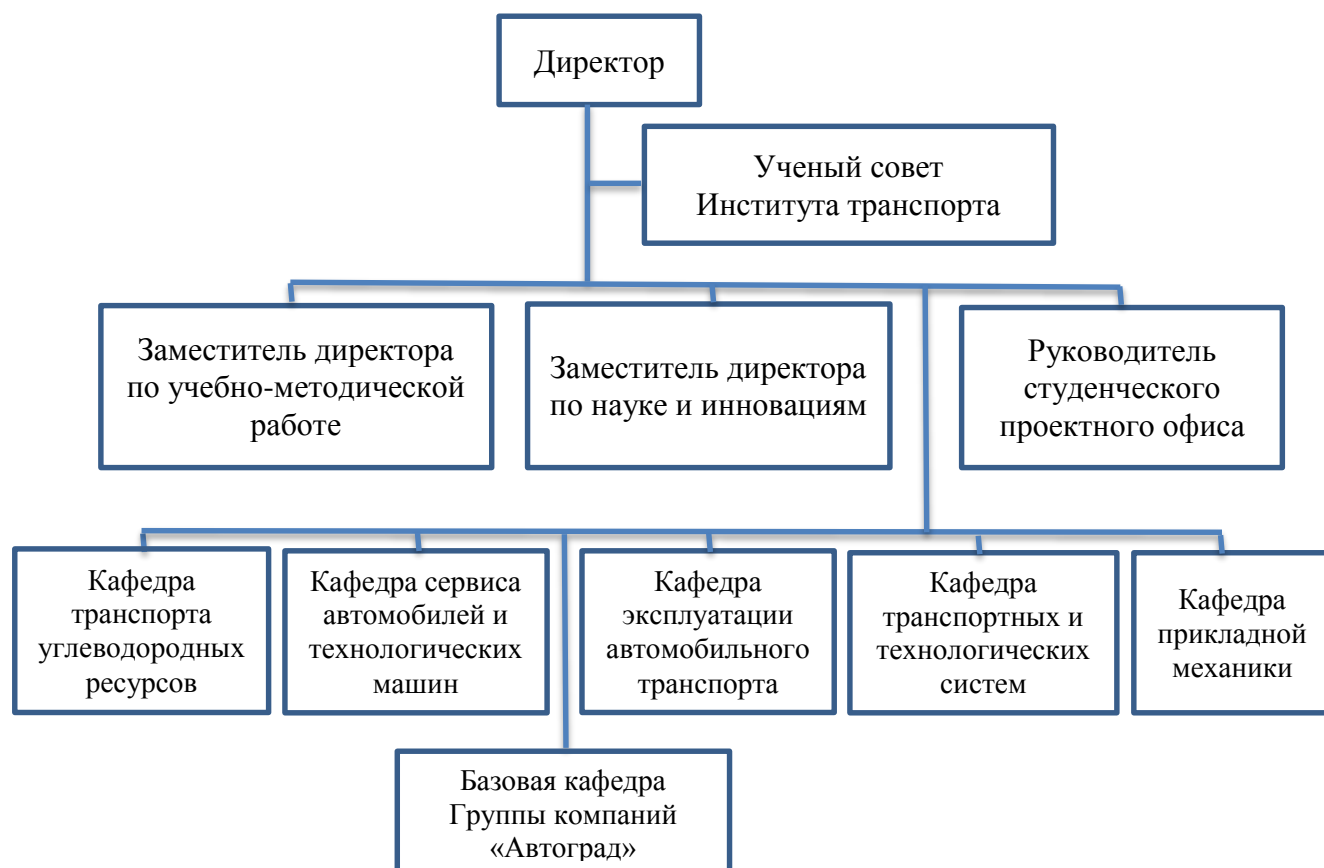 Директор
Ученый совет
Института транспорта
Заместитель директора
по учебно-методической
работе
Заместитель директора
по науке и инновациям
Руководитель
студенческого
проектного офиса
Кафедра
транспорта
углеводородных
ресурсов
Кафедра сервиса
автомобилей и
технологических
машин
Кафедра
эксплуатации
автомобильного
транспорта
Кафедра
транспортных и
технологических
систем
Кафедра
прикладной
механики
Базовая кафедра
Группы компаний
«Автоград»